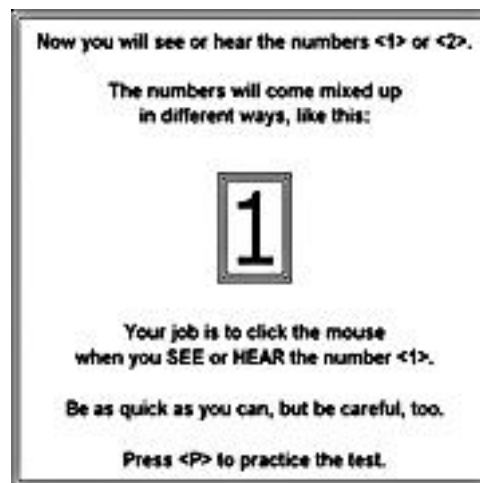 Now you will see or hear the numbers <1> or <2>.
The numbers will come mixed up
in different ways, like this:
1
Your job is to click the mouse
when you SEE or HEAR the number <1>.
Be as quick as you can, but be careful, too.
Press <P> to practice the test.